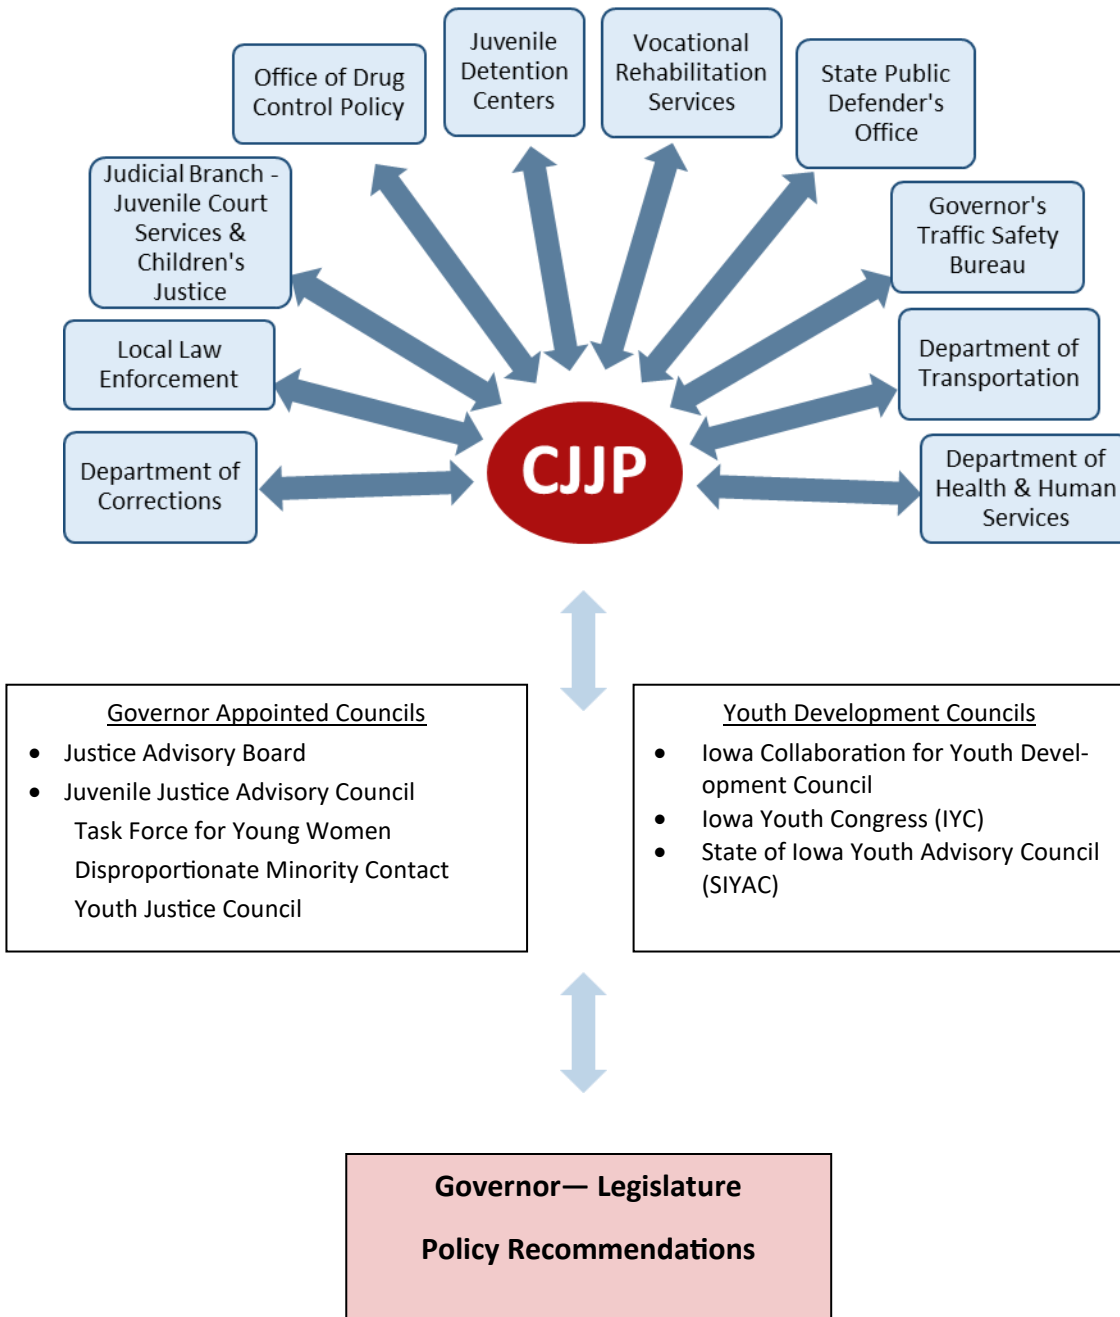 Office of Drug
Control Policy
Juvenile
Detention
Centers
Vocational
Rehabilitation
Services
State Public
Defender's
Office
Judicial Branch -
Juvenile Court
Services &
Children's
Justice
Governor's
Traffic Safety
Bureau
Local Law
Enforcement
Department of
Transportation
Department of
Corrections
CJJP
Department of
Health & Human
Services
Governor Appointed Councils
• Justice Advisory Board
• Juvenile Justice Advisory Council
Task Force for Young Women
Disproportionate Minority Contact
Youth Justice Council
Youth Development Councils
• Iowa Collaboration for Youth Devel-
opment Council
• Iowa Youth Congress (IYC)
• State of Iowa Youth Advisory Council
(SIYAC)
Governor— Legislature
Policy Recommendations